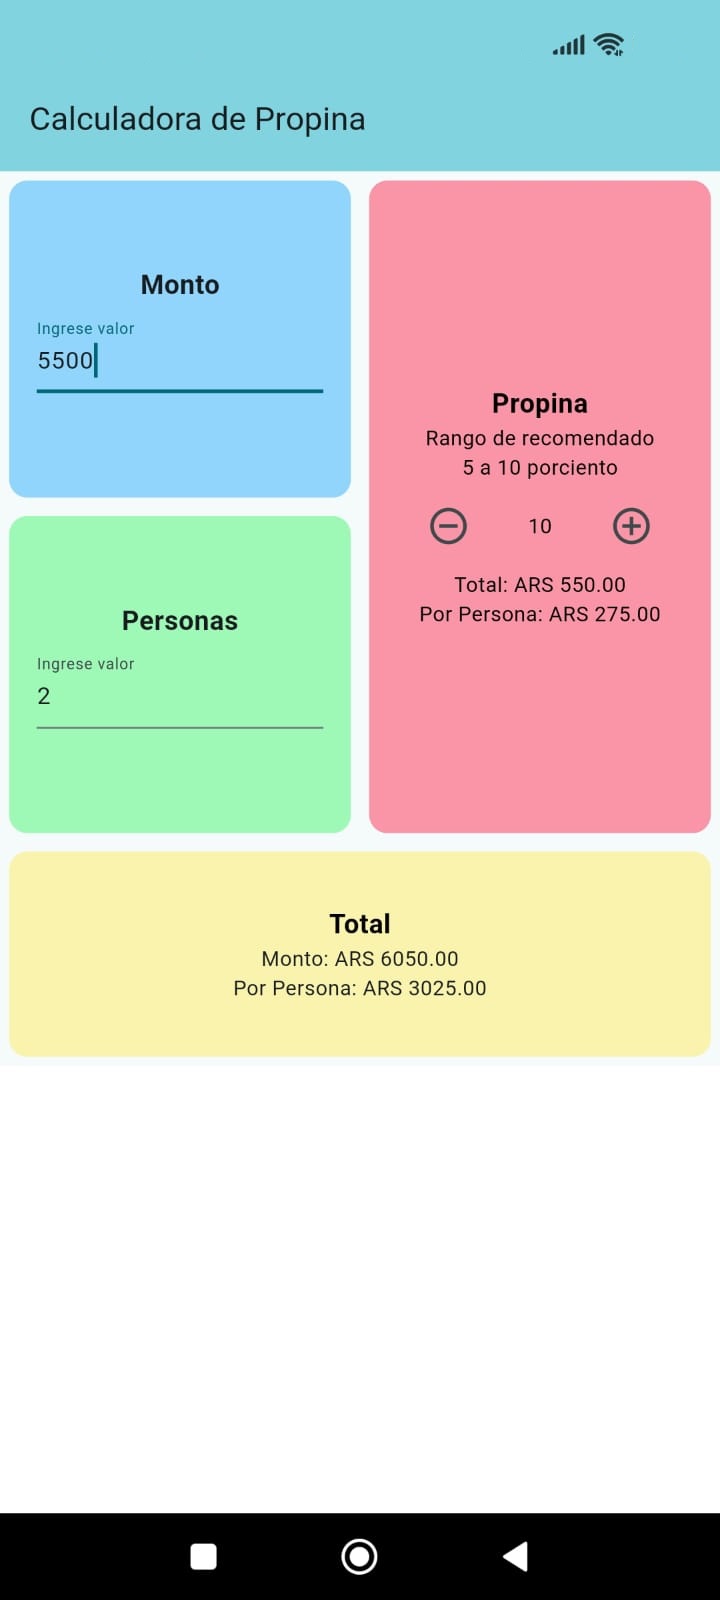 Calculadora de Propina
Monto
Ingrese valor
5500
Personas
Ingrese valor
2
Propina
Rango de recomendado
5 a 10 porciento
10
Total: ARS 550.00
Por Persona: ARS 275.00
Total
Monto: ARS 6050.00
Por Persona: ARS 3025.00